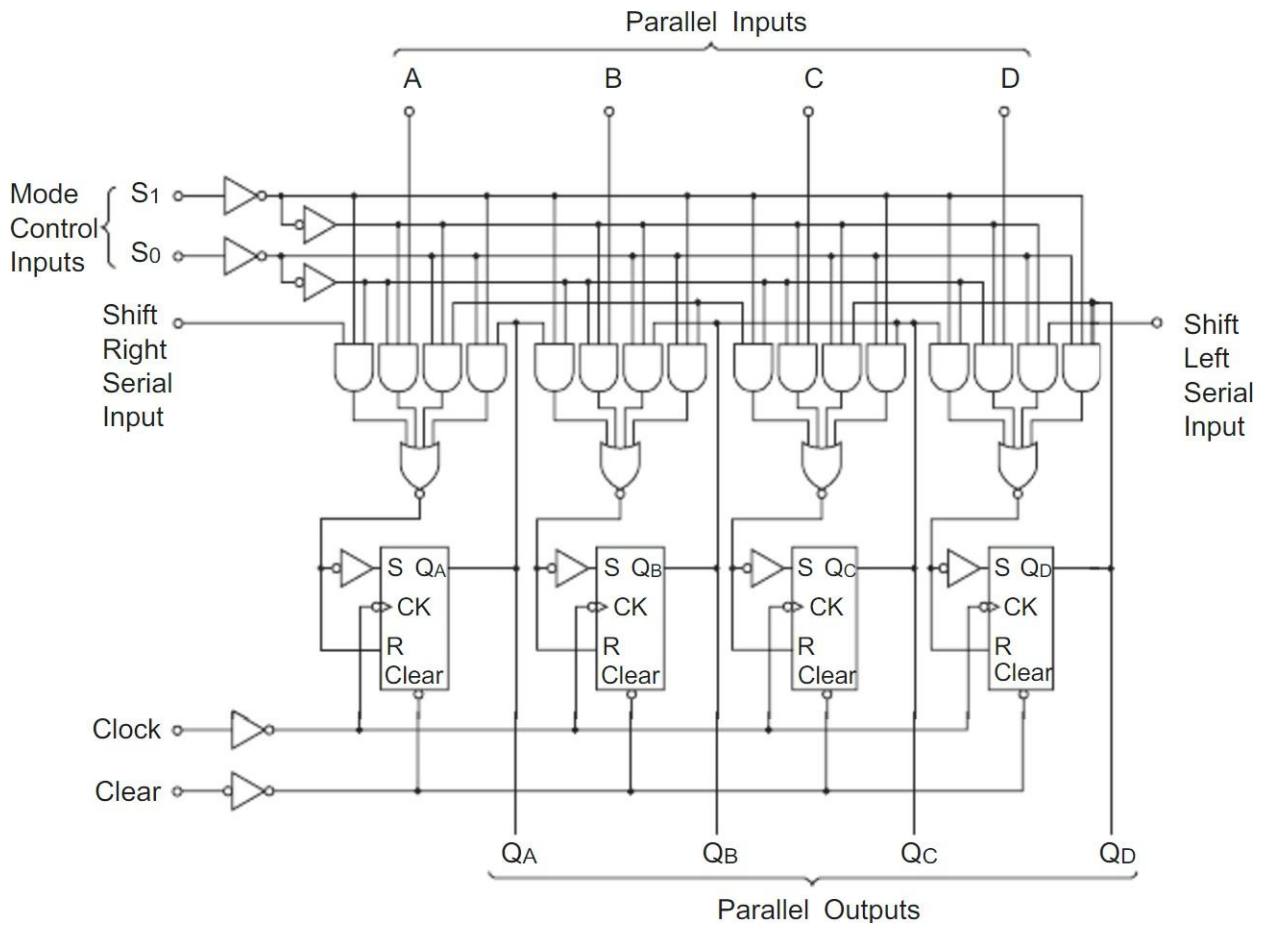 Parallel Inputs
A B C D
Mode
Control
Inputs
S1
S0
Shift
Right
Serial
Input
Shift
Left
Serial
Input
S QA
CK
R
Clear
S QB
CK
R
Clear
S QC
CK
R
Clear
S QD
CK
R
Clear
Clock
Clear
QA QB QC QD
Parallel Outputs